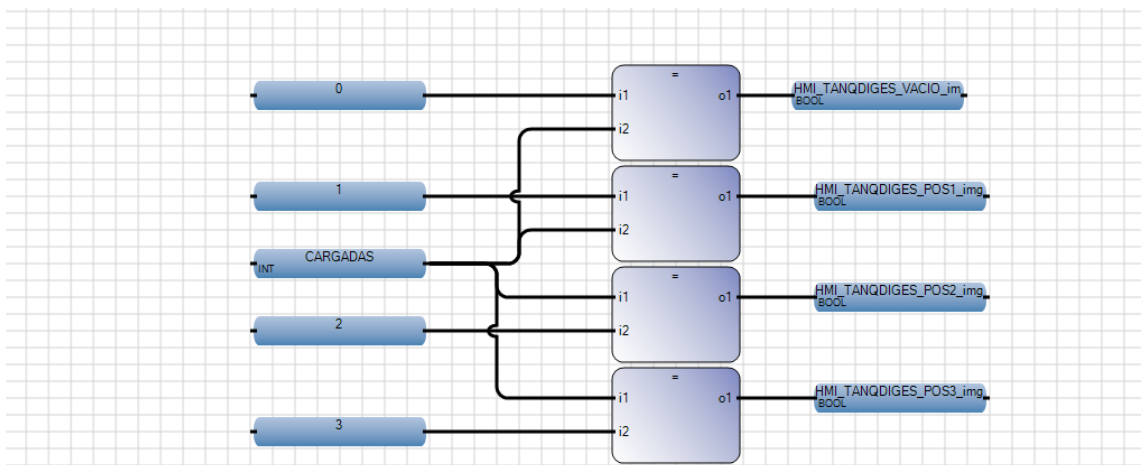 0
=
i1
o1
i2
HMI_TANQDIGES_VACIO_im
BOOL
1
=
i1
o1
i2
HMI_TANQDIGES_POS1_img
BOOL
CARGADAS
INT
=
i1
o1
i2
HMI_TANQDIGES_POS2_img
BOOL
2
=
i1
o1
i2
HMI_TANQDIGES_POS3_img
BOOL
3